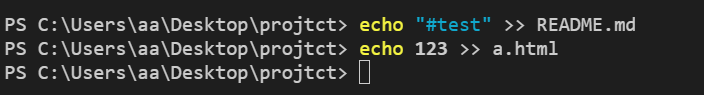 PS C:\Users\aa\Desktop\projtct> echo "#test" >> README.md
PS C:\Users\aa\Desktop\projtct> echo 123 >> a.html
PS C:\Users\aa\Desktop\projtct>